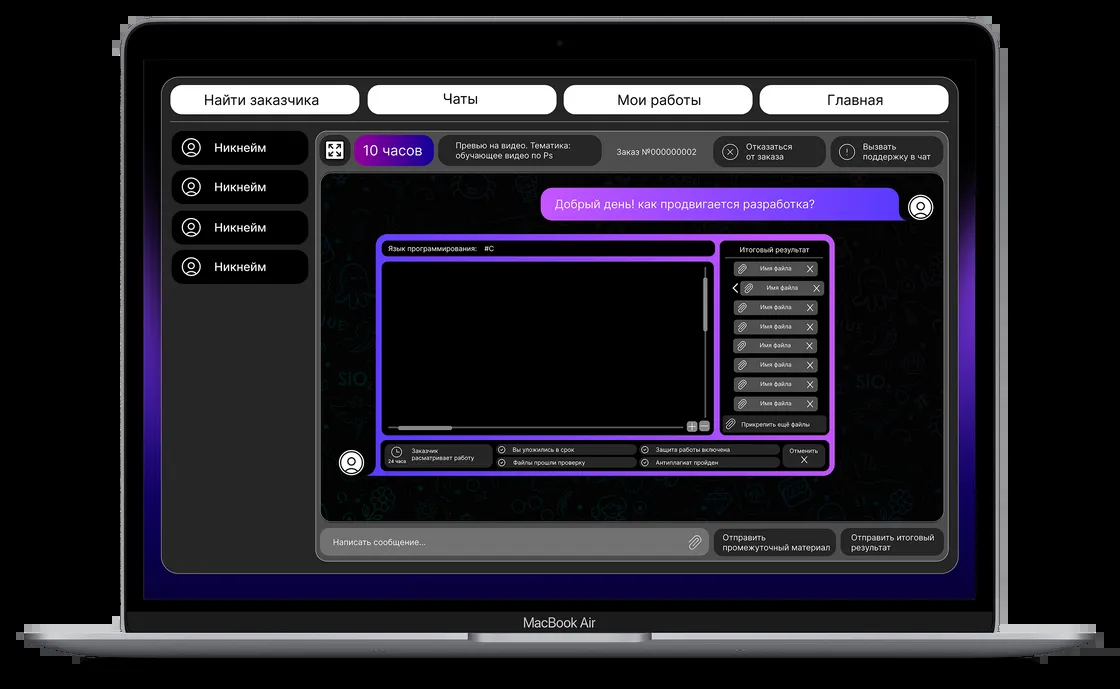 Найти заказчика
Чаты
Мои работы
Главная
Никнейм
Никнейм
Никнейм
Никнейм
10 часов
Превью на видео. Тематика:
обучающее видео по Ps
Заказ №000000002
Отказаться
от заказа
Вызвать
поддержку в чат
Добрый день! как продвигается разработка?
Язык программирования: #C
Итоговый результат
Имя файла
Имя файла
Имя файла
Имя файла
Имя файла
Имя файла
Имя файла
Имя файла
Прикрепить ещё файлы
24 часа
Заказчик
расматривает работу
Вы уложились в срок
Файлы прошли проверку
Защита работы включена
Антиплагиат пройден
Отменить
SiO₂
SiO₂
Написать сообщение...
Отправить
промежуточный материал
Отправить итоговый
результат
MacBook Air